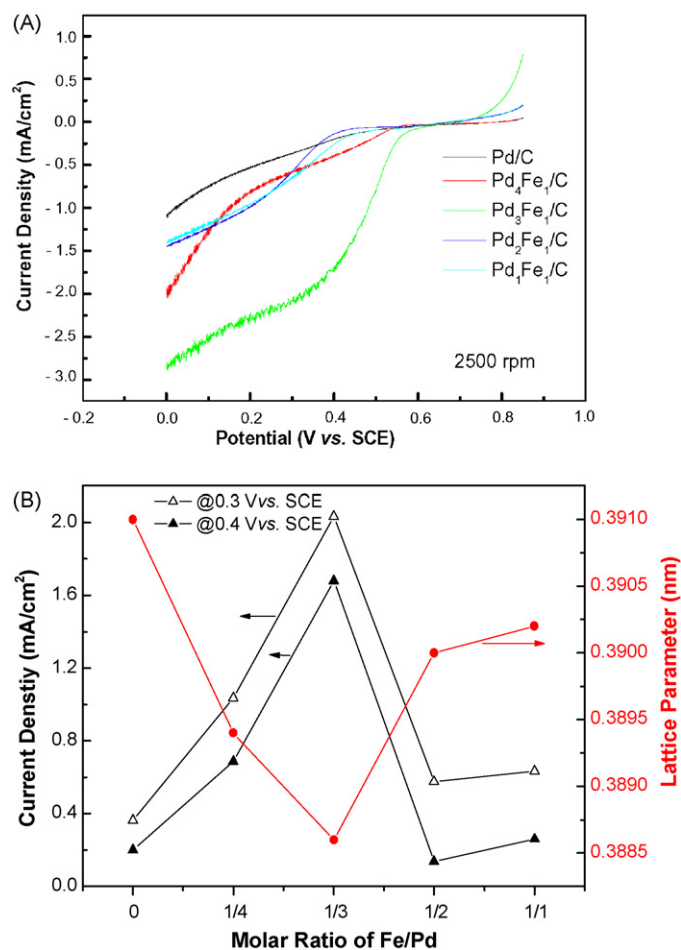 (A)
1.0
0.5
0.0
- 0.5
- 1.0
- 1.5
- 2.0
- 2.5
- 3.0
Current Density (mA/cm²)
Pd/C
Pd₄Fe₁/C
Pd₃Fe₁/C
Pd₂Fe₁/C
Pd₁Fe₁/C
2500 rpm
- 0.2 0.0 0.2 0.4 0.6 0.8 1.0
Potential (V vs. SCE)
(B)
@0.3 Vvs. SCE
@0.4 Vvs. SCE
2.0
1.6
1.2
0.8
0.4
0.0
Current Denstiy (mA/cm²)
0.3910
0.3905
0.3900
0.3895
0.3890
0.3885
Lattice Parameter (nm)
0 1/4 1/3 1/2 1/1
Molar Ratio of Fe/Pd